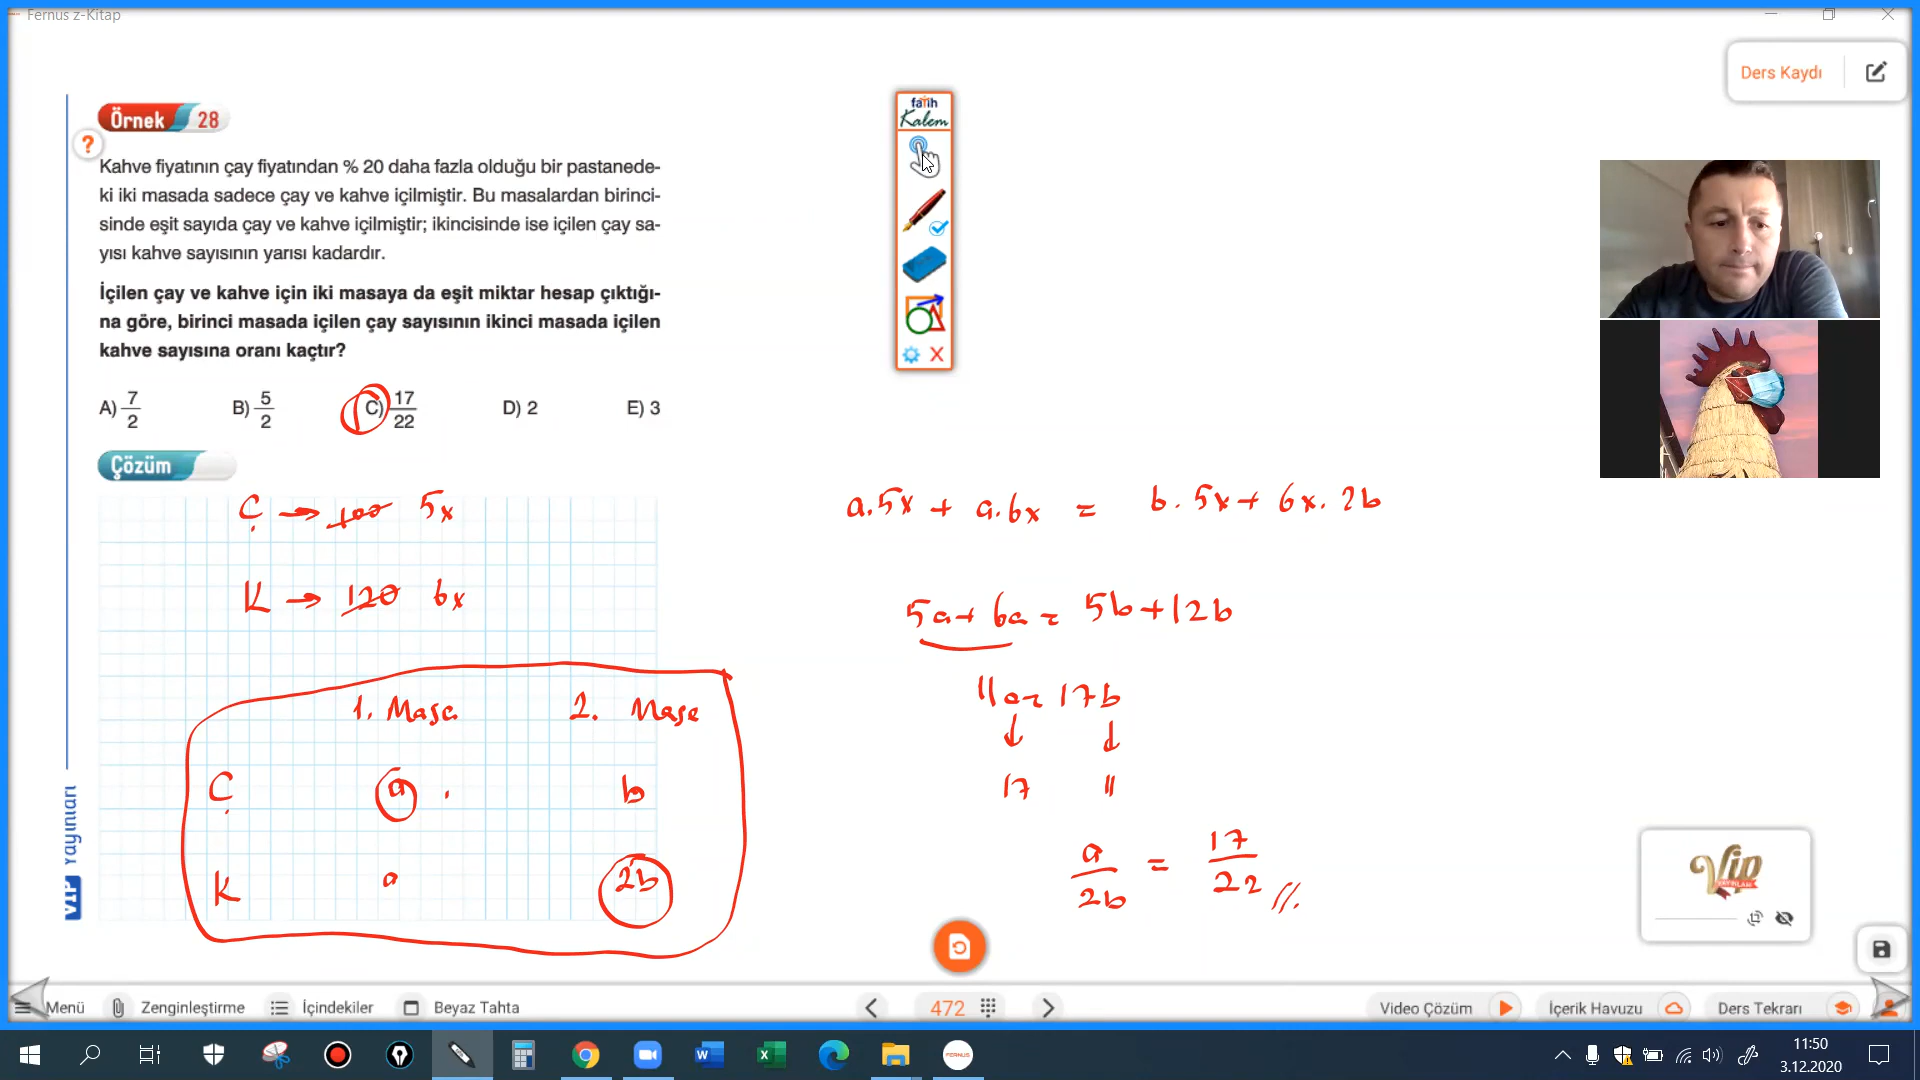 Fernus z-Kitap
Ders Kaydı
Örnek 28
?
Kahve fiyatının çay fiyatından % 20 daha fazla olduğu bir pastanede-
ki iki masada sadece çay ve kahve içilmiştir. Bu masalardan birinci-
sinde eşit sayıda çay ve kahve içilmiştir; ikincisinde ise içilen çay sa-
yısı kahve sayısının yarısı kadardır.
İçilen çay ve kahve için iki masaya da eşit miktar hesap çıktığı-
na göre, birinci masada içilen çay sayısının ikinci masada içilen
kahve sayısına oranı kaçtır?
A) 7/2 B) 5/2 C) 17/22 D) 2 E) 3
Çözüm
Ç → 100 5x
K → 120 6x
1. Masa 2. Masa
Ç a b
K a 2b
fatih
Kalem
a.5x + a.6x = b.5x + 6x.2b
5a + 6a = 5b + 12b
11a = 17b
↓ ↓
17 11
a/2b = 17/22 //.
VIP Yayınları
Vip
YAYINLARI
Menü Zenginleştirme İçindekiler Beyaz Tahta 472 Video Çözüm İçerik Havuzu Ders Tekrarı
FERNUS
11:50
3.12.2020